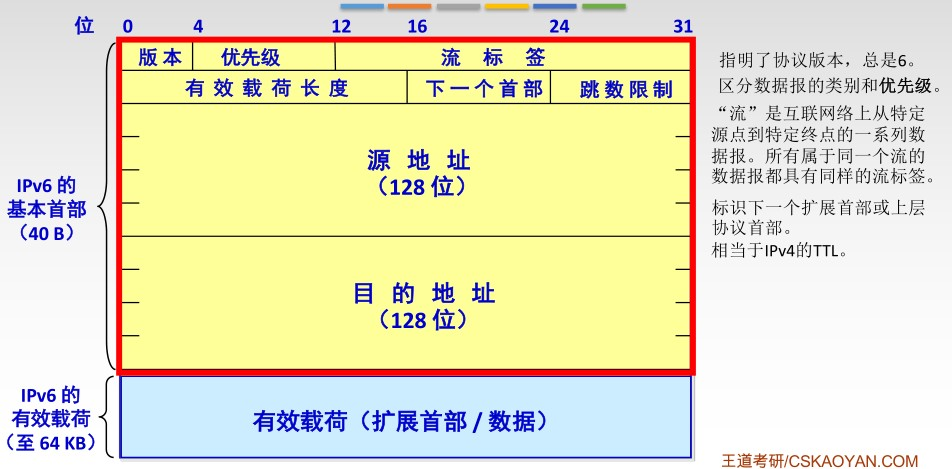 位 0 4 12 16 24 31
版本 优先级 流标签
有效载荷长度 下一个首部 跳数限制
源地址
（128 位）
目的地址
（128 位）
IPv6 的
基本首部
（40 B）
IPv6 的
有效载荷
（至 64 KB）
有效载荷（扩展首部 / 数据）
指明了协议版本，总是6。
区分数据报的类别和优先级。
“流”是互联网络上从特定
源点到特定终点的一系列数
据报。所有属于同一个流的
数据报都具有同样的流标签。
标识下一个扩展首部或上层
协议首部。
相当于IPv4的TTL。
王道考研/CSKAOYAN.COM